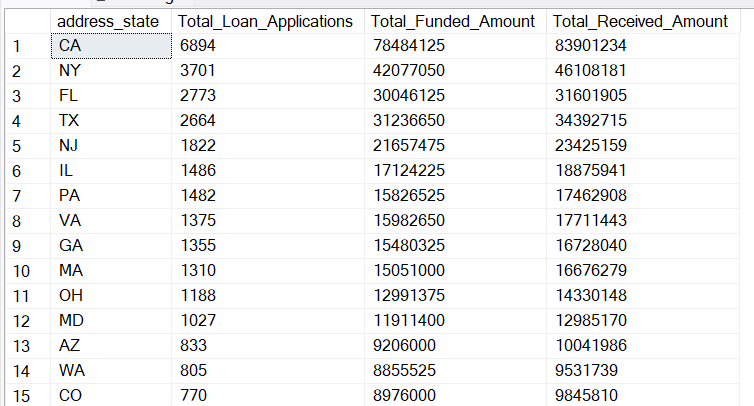 address_state Total_Loan_Applications Total_Funded_Amount Total_Received_Amount
1 CA 6894 78484125 83901234
2 NY 3701 42077050 46108181
3 FL 2773 30046125 31601905
4 TX 2664 31236650 34392715
5 NJ 1822 21657475 23425159
6 IL 1486 17124225 18875941
7 PA 1482 15826525 17462908
8 VA 1375 15982650 17711443
9 GA 1355 15480325 16728040
10 MA 1310 15051000 16676279
11 OH 1188 12991375 14330148
12 MD 1027 11911400 12985170
13 AZ 833 9206000 10041986
14 WA 805 8855525 9531739
15 CO 770 8976000 9845810